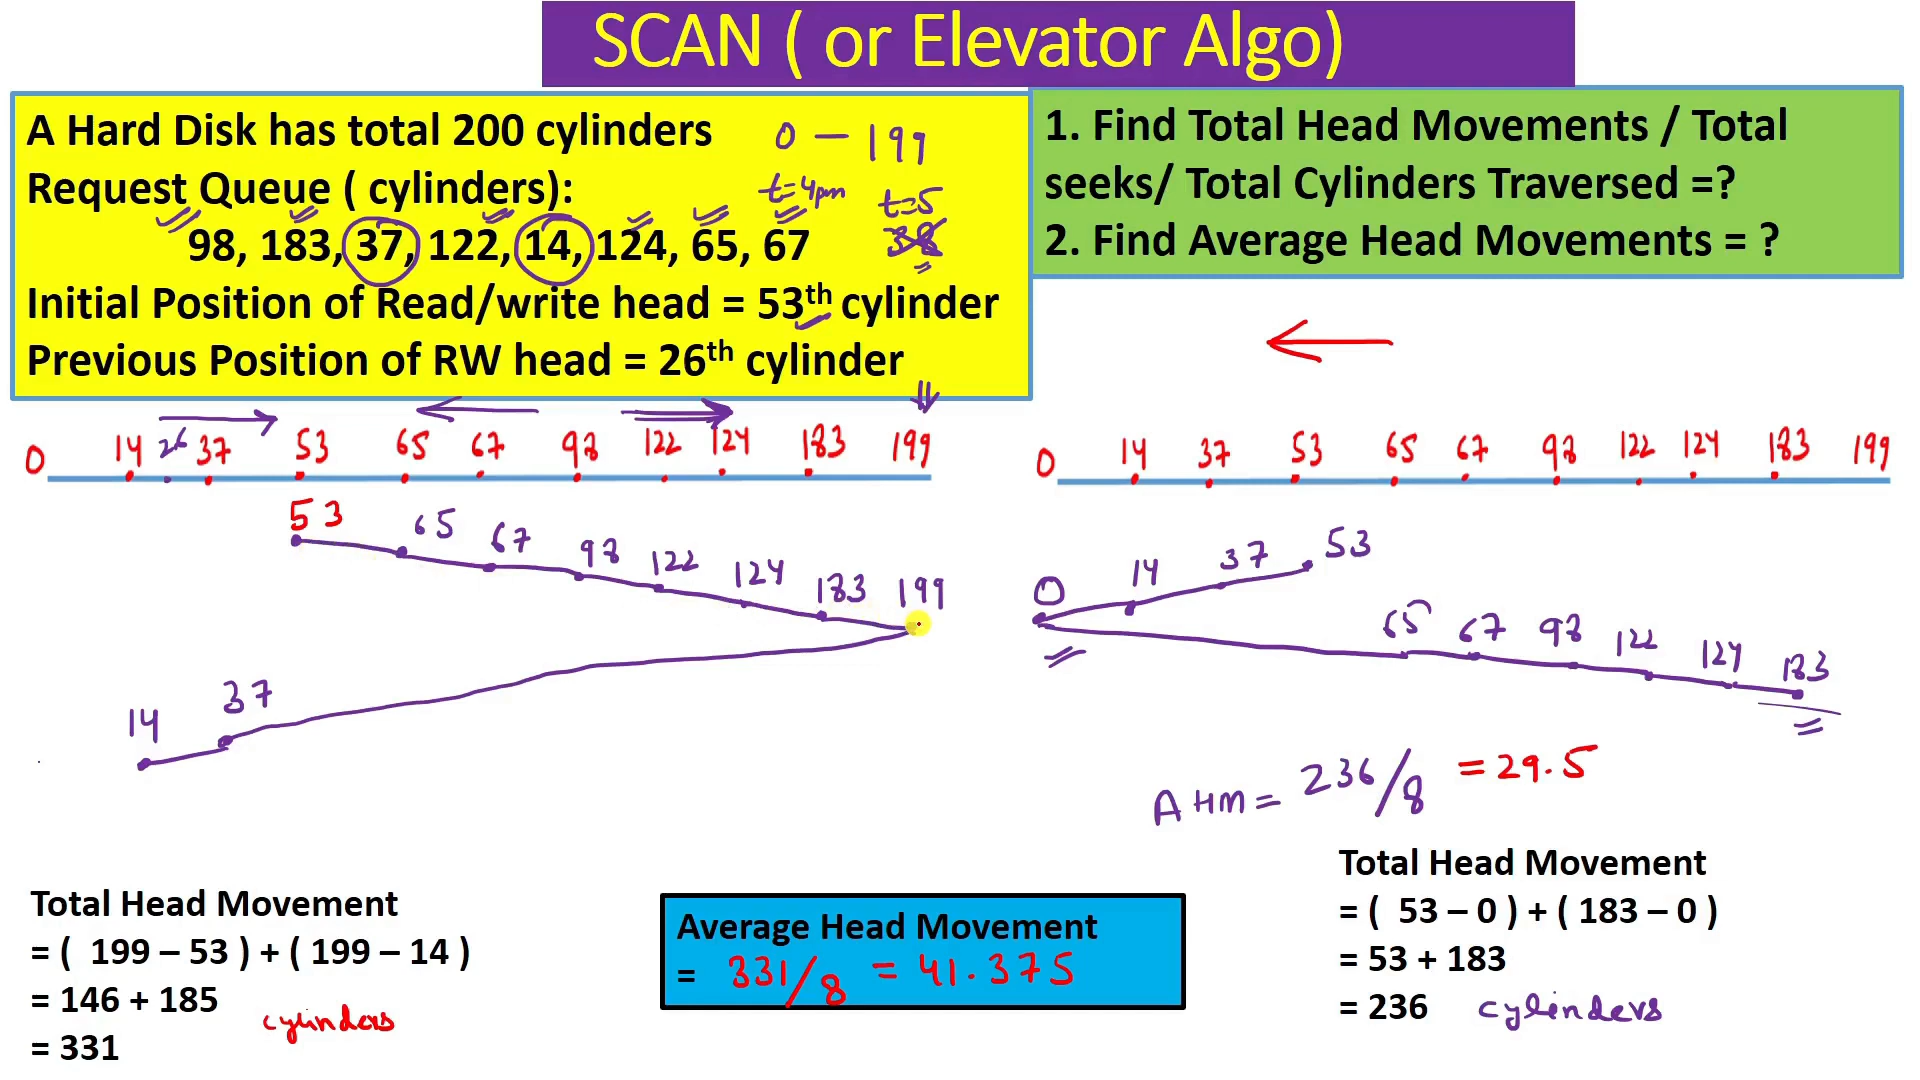 SCAN ( or Elevator Algo)
A Hard Disk has total 200 cylinders
0 – 199
Request Queue ( cylinders):
t=4pm
t=5
98, 183, 37, 122, 14, 124, 65, 67
38
Initial Position of Read/write head = 53th cylinder
Previous Position of RW head = 26th cylinder
1. Find Total Head Movements / Total
seeks/ Total Cylinders Traversed =?
2. Find Average Head Movements = ?
0 14 26 37 53 65 67 98 122 124 183 199
53 65 67 98 122 124 183 199
14 37
0 14 37 53 65 67 98 122 124 183 199
0 14 37 53
65 67 98 122 124 183
AHM = 236/8 = 29.5
Total Head Movement
= ( 199 – 53 ) + ( 199 – 14 )
= 146 + 185
= 331 cylinders
Average Head Movement
= 331/8 = 41.375
Total Head Movement
= ( 53 – 0 ) + ( 183 – 0 )
= 53 + 183
= 236 cylinders